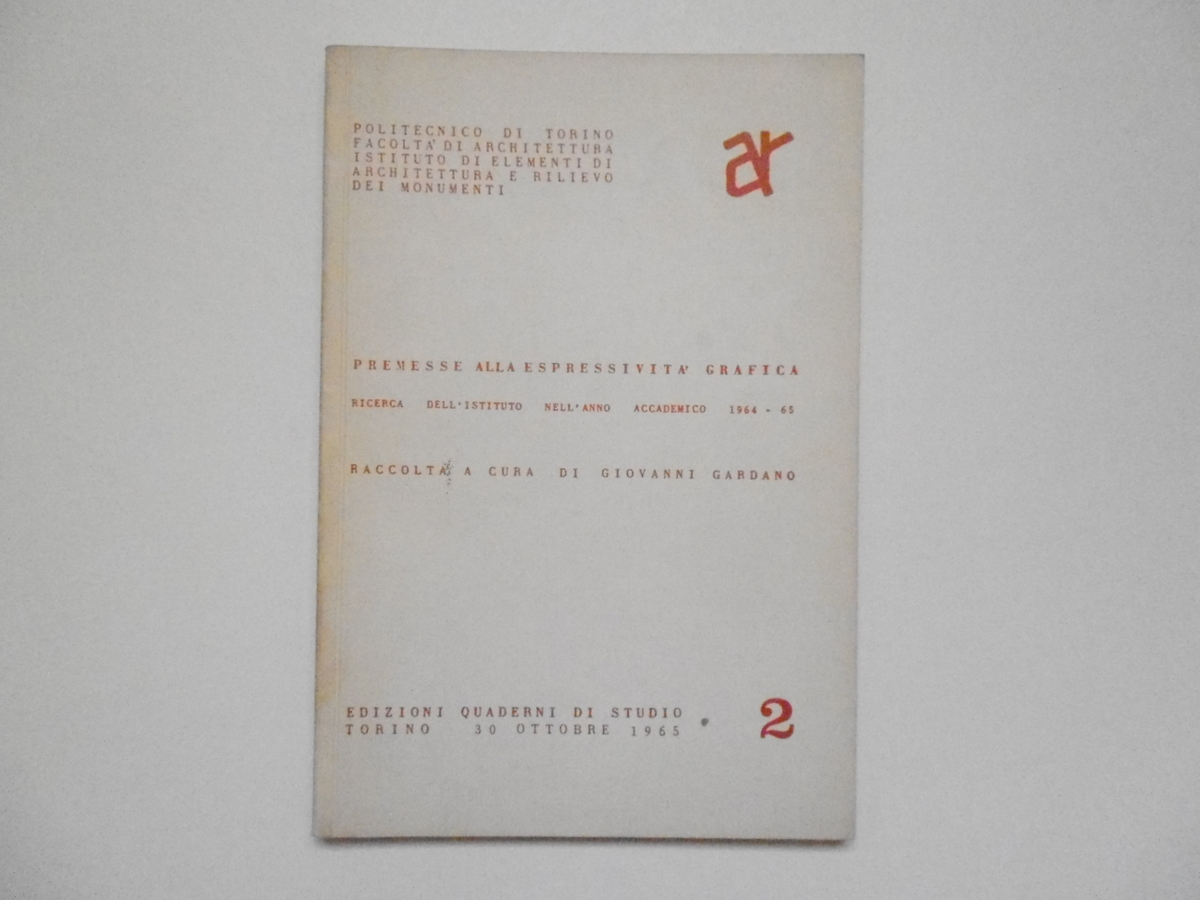 POLITECNICO DI TORINO
FACOLTA' DI ARCHITETTURA
ISTITUTO DI ELEMENTI DI
ARCHITETTURA E RILIEVO
DEI MONUMENTI
ar
PREMESSE ALLA ESPRESSIVITA' GRAFICA
RICERCA DELL'ISTITUTO NELL'ANNO ACCADEMICO 1964 - 65
RACCOLTA A CURA DI GIOVANNI GARDANO
EDIZIONI QUADERNI DI STUDIO
TORINO 30 OTTOBRE 1965
2